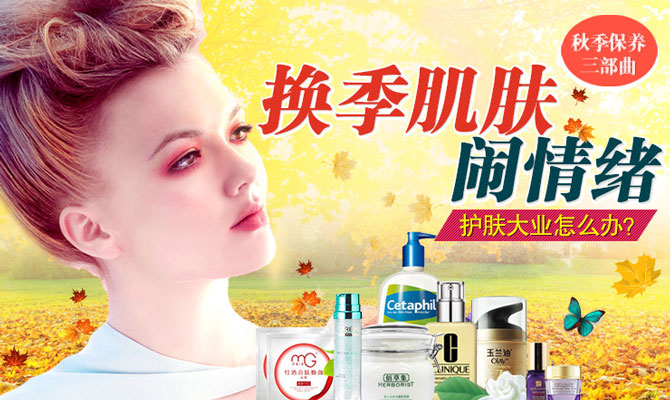 秋季保养
三部曲
换季肌肤
闹情绪
护肤大业怎么办?
Cetaphil
MG
RE
佰草集
HERBORIST
C
CLINIQUE
玉兰油
OLAY